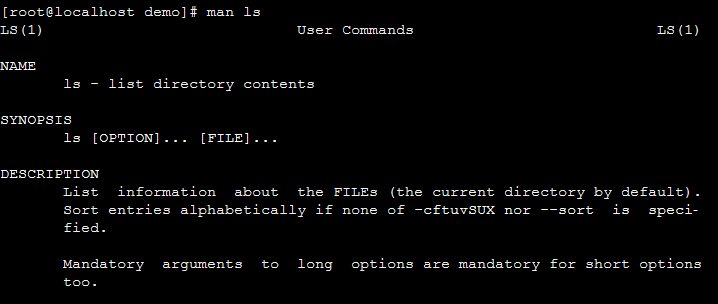 [root@localhost demo]# man ls
LS(1) User Commands LS(1)
NAME
ls - list directory contents
SYNOPSIS
ls [OPTION]... [FILE]...
DESCRIPTION
List information about the FILEs (the current directory by default).
Sort entries alphabetically if none of -cftuvSUX nor --sort is speci-
fied.
Mandatory arguments to long options are mandatory for short options
too.